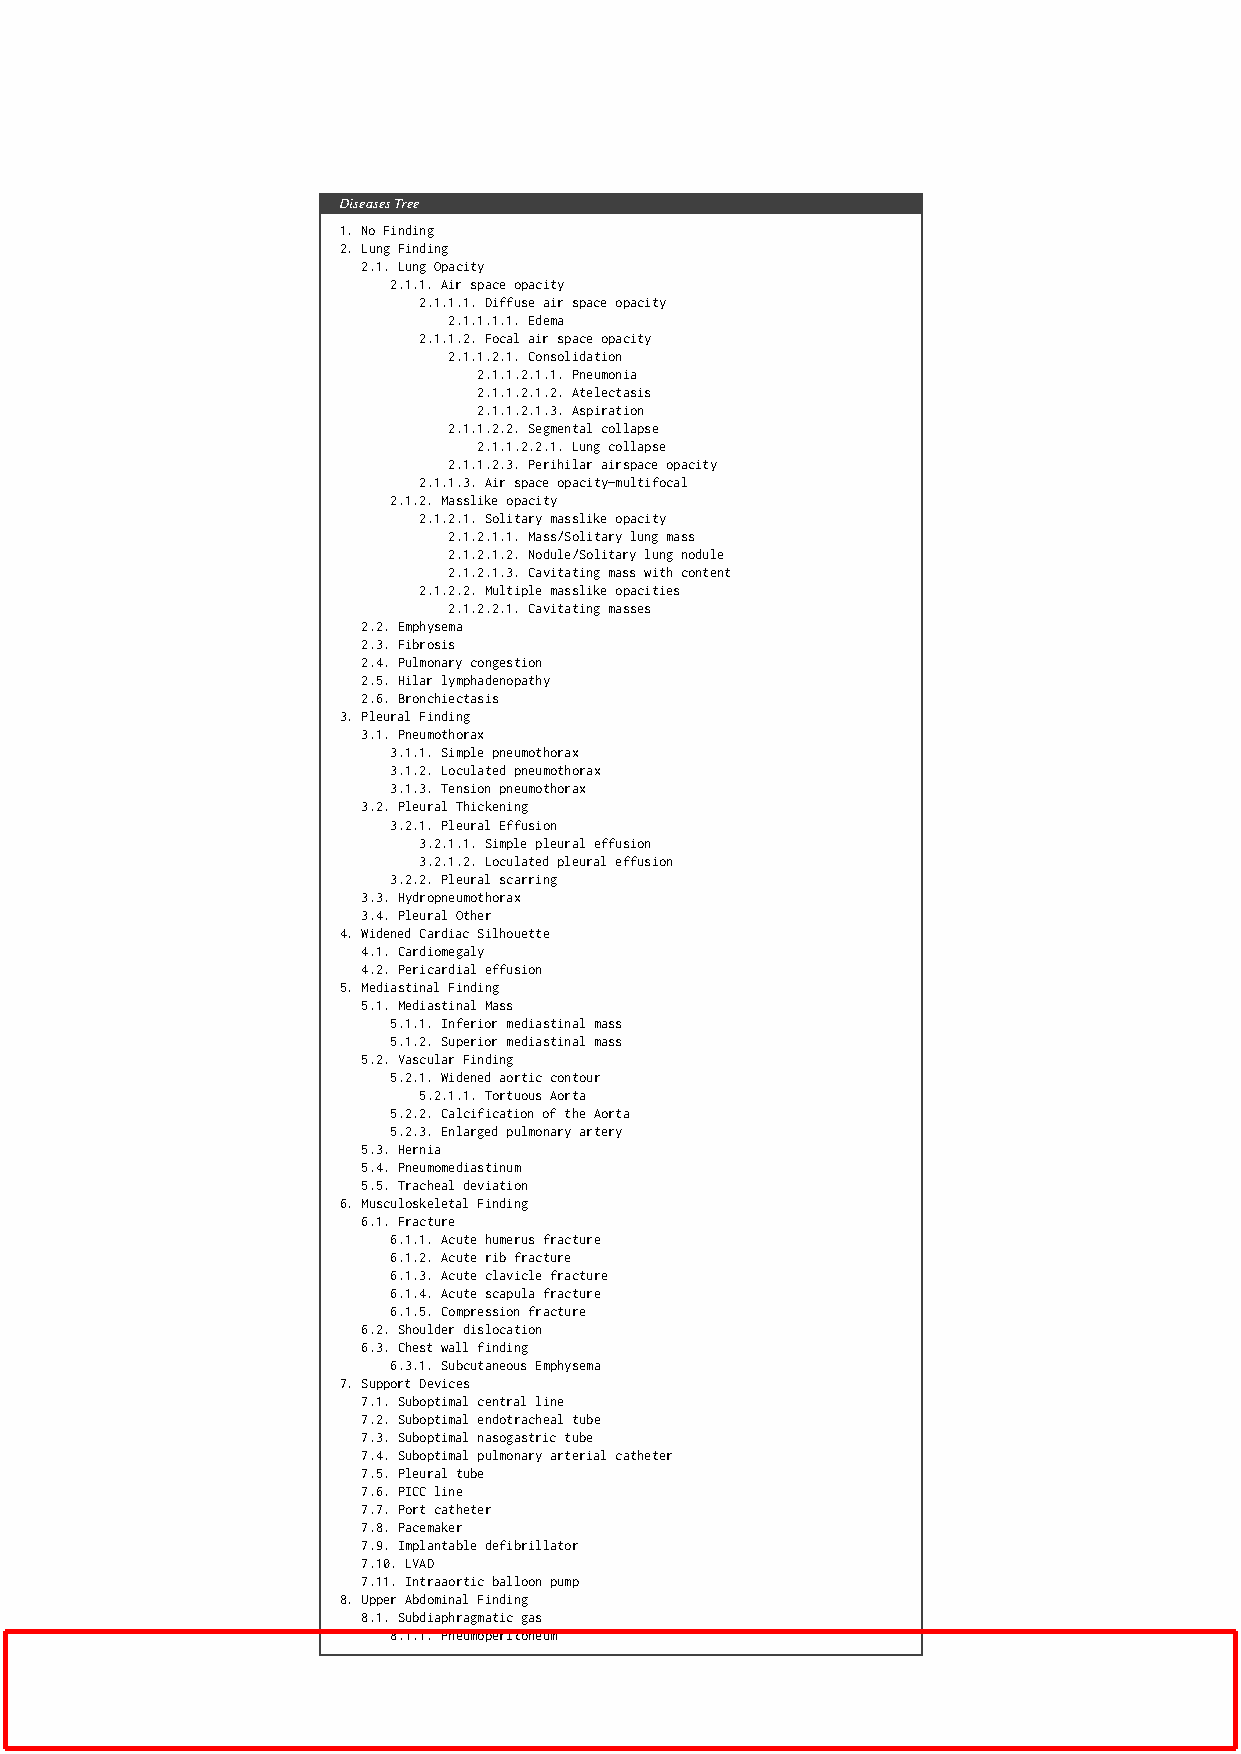 Diseases Tree
1. No Finding
2. Lung Finding
2.1. Lung Opacity
2.1.1. Air space opacity
2.1.1.1. Diffuse air space opacity
2.1.1.1.1. Edema
2.1.1.2. Focal air space opacity
2.1.1.2.1. Consolidation
2.1.1.2.1.1. Pneumonia
2.1.1.2.1.2. Atelectasis
2.1.1.2.1.3. Aspiration
2.1.1.2.2. Segmental collapse
2.1.1.2.2.1. Lung collapse
2.1.1.2.3. Perihilar airspace opacity
2.1.1.3. Air space opacity–multifocal
2.1.2. Masslike opacity
2.1.2.1. Solitary masslike opacity
2.1.2.1.1. Mass/Solitary lung mass
2.1.2.1.2. Nodule/Solitary lung nodule
2.1.2.1.3. Cavitating mass with content
2.1.2.2. Multiple masslike opacities
2.1.2.2.1. Cavitating masses
2.2. Emphysema
2.3. Fibrosis
2.4. Pulmonary congestion
2.5. Hilar lymphadenopathy
2.6. Bronchiectasis
3. Pleural Finding
3.1. Pneumothorax
3.1.1. Simple pneumothorax
3.1.2. Loculated pneumothorax
3.1.3. Tension pneumothorax
3.2. Pleural Thickening
3.2.1. Pleural Effusion
3.2.1.1. Simple pleural effusion
3.2.1.2. Loculated pleural effusion
3.2.2. Pleural scarring
3.3. Hydropneumothorax
3.4. Pleural Other
4. Widened Cardiac Silhouette
4.1. Cardiomegaly
4.2. Pericardial effusion
5. Mediastinal Finding
5.1. Mediastinal Mass
5.1.1. Inferior mediastinal mass
5.1.2. Superior mediastinal mass
5.2. Vascular Finding
5.2.1. Widened aortic contour
5.2.1.1. Tortuous Aorta
5.2.2. Calcification of the Aorta
5.2.3. Enlarged pulmonary artery
5.3. Hernia
5.4. Pneumomediastinum
5.5. Tracheal deviation
6. Musculoskeletal Finding
6.1. Fracture
6.1.1. Acute humerus fracture
6.1.2. Acute rib fracture
6.1.3. Acute clavicle fracture
6.1.4. Acute scapula fracture
6.1.5. Compression fracture
6.2. Shoulder dislocation
6.3. Chest wall finding
6.3.1. Subcutaneous Emphysema
7. Support Devices
7.1. Suboptimal central line
7.2. Suboptimal endotracheal tube
7.3. Suboptimal nasogastric tube
7.4. Suboptimal pulmonary arterial catheter
7.5. Pleural tube
7.6. PICC line
7.7. Port catheter
7.8. Pacemaker
7.9. Implantable defibrillator
7.10. LVAD
7.11. Intraaortic balloon pump
8. Upper Abdominal Finding
8.1. Subdiaphragmatic gas
8.1.1. Pneumoperitoneum